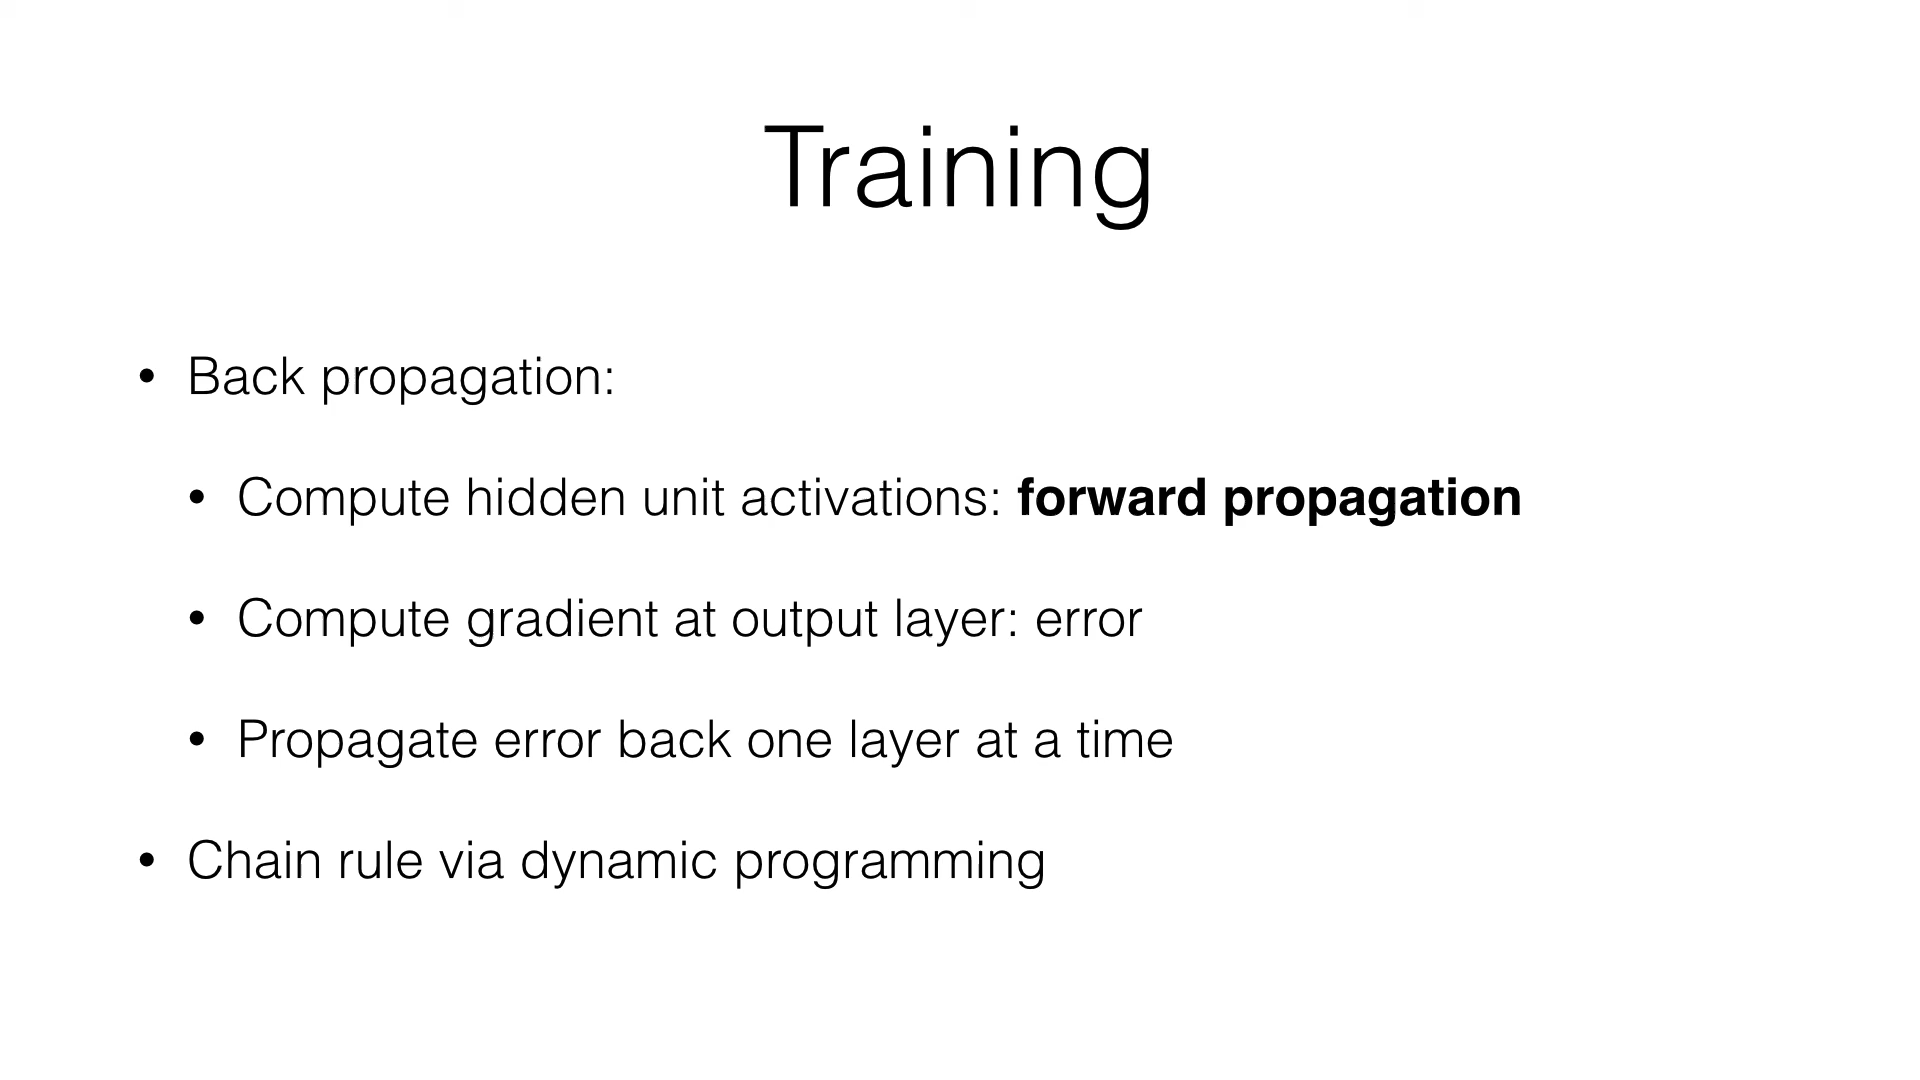 Training
• Back propagation:
• Compute hidden unit activations: forward propagation
• Compute gradient at output layer: error
• Propagate error back one layer at a time
• Chain rule via dynamic programming